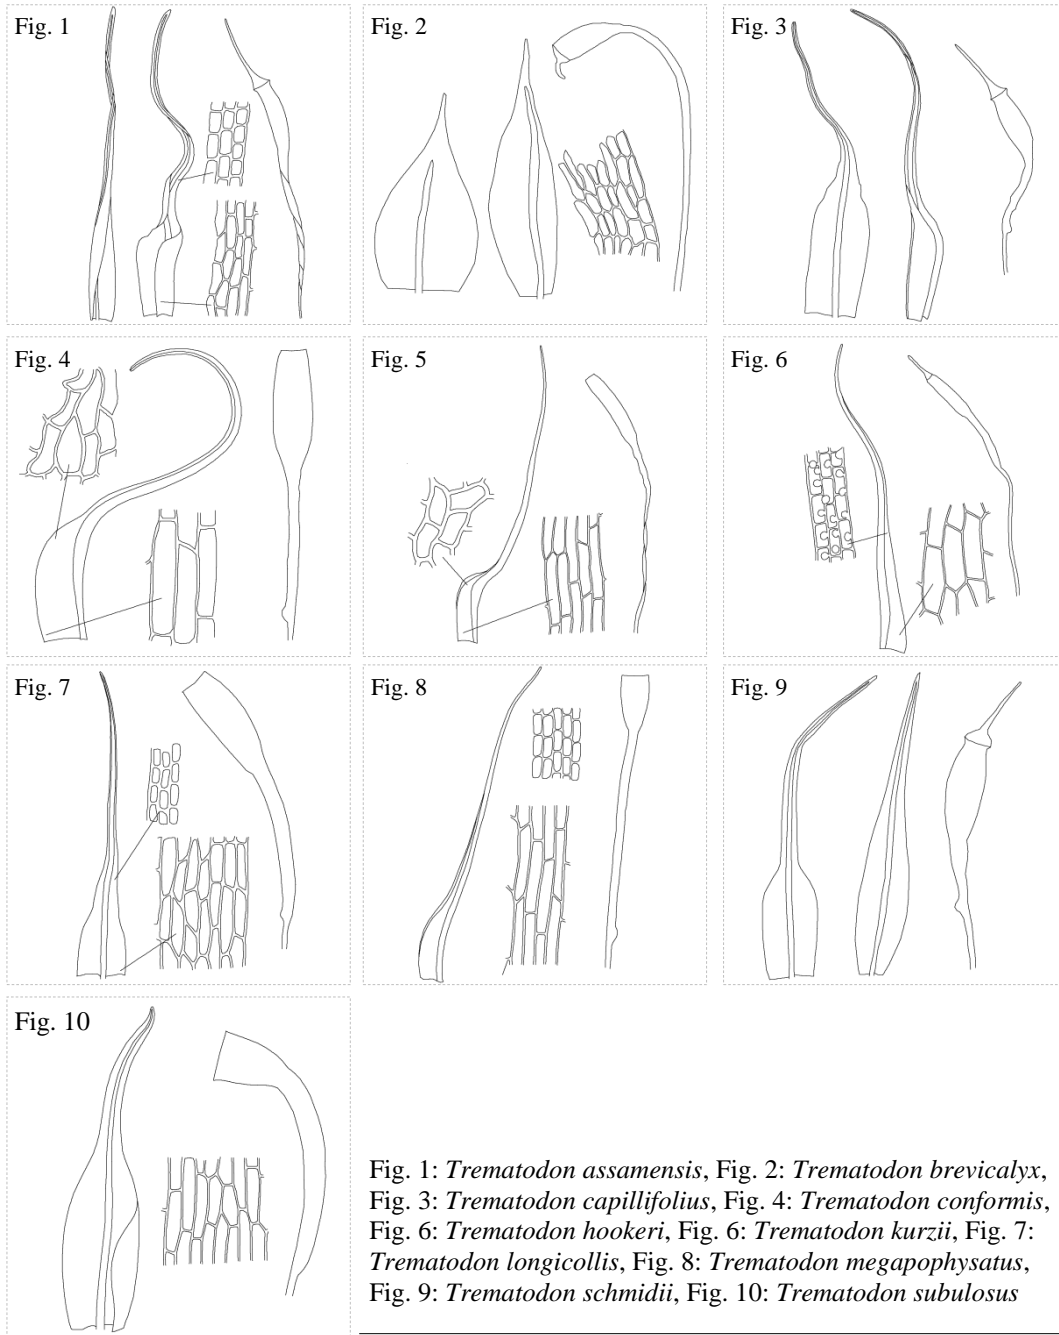 Fig. 1
Fig. 2
Fig. 3
Fig. 4
Fig. 5
Fig. 6
Fig. 7
Fig. 8
Fig. 9
Fig. 10
Fig. 1: Trematodon assamensis, Fig. 2: Trematodon brevicalyx,
Fig. 3: Trematodon capillifolius, Fig. 4: Trematodon conformis,
Fig. 6: Trematodon hookeri, Fig. 6: Trematodon kurzii, Fig. 7:
Trematodon longicollis, Fig. 8: Trematodon megapophysatus,
Fig. 9: Trematodon schmidii, Fig. 10: Trematodon subulosus